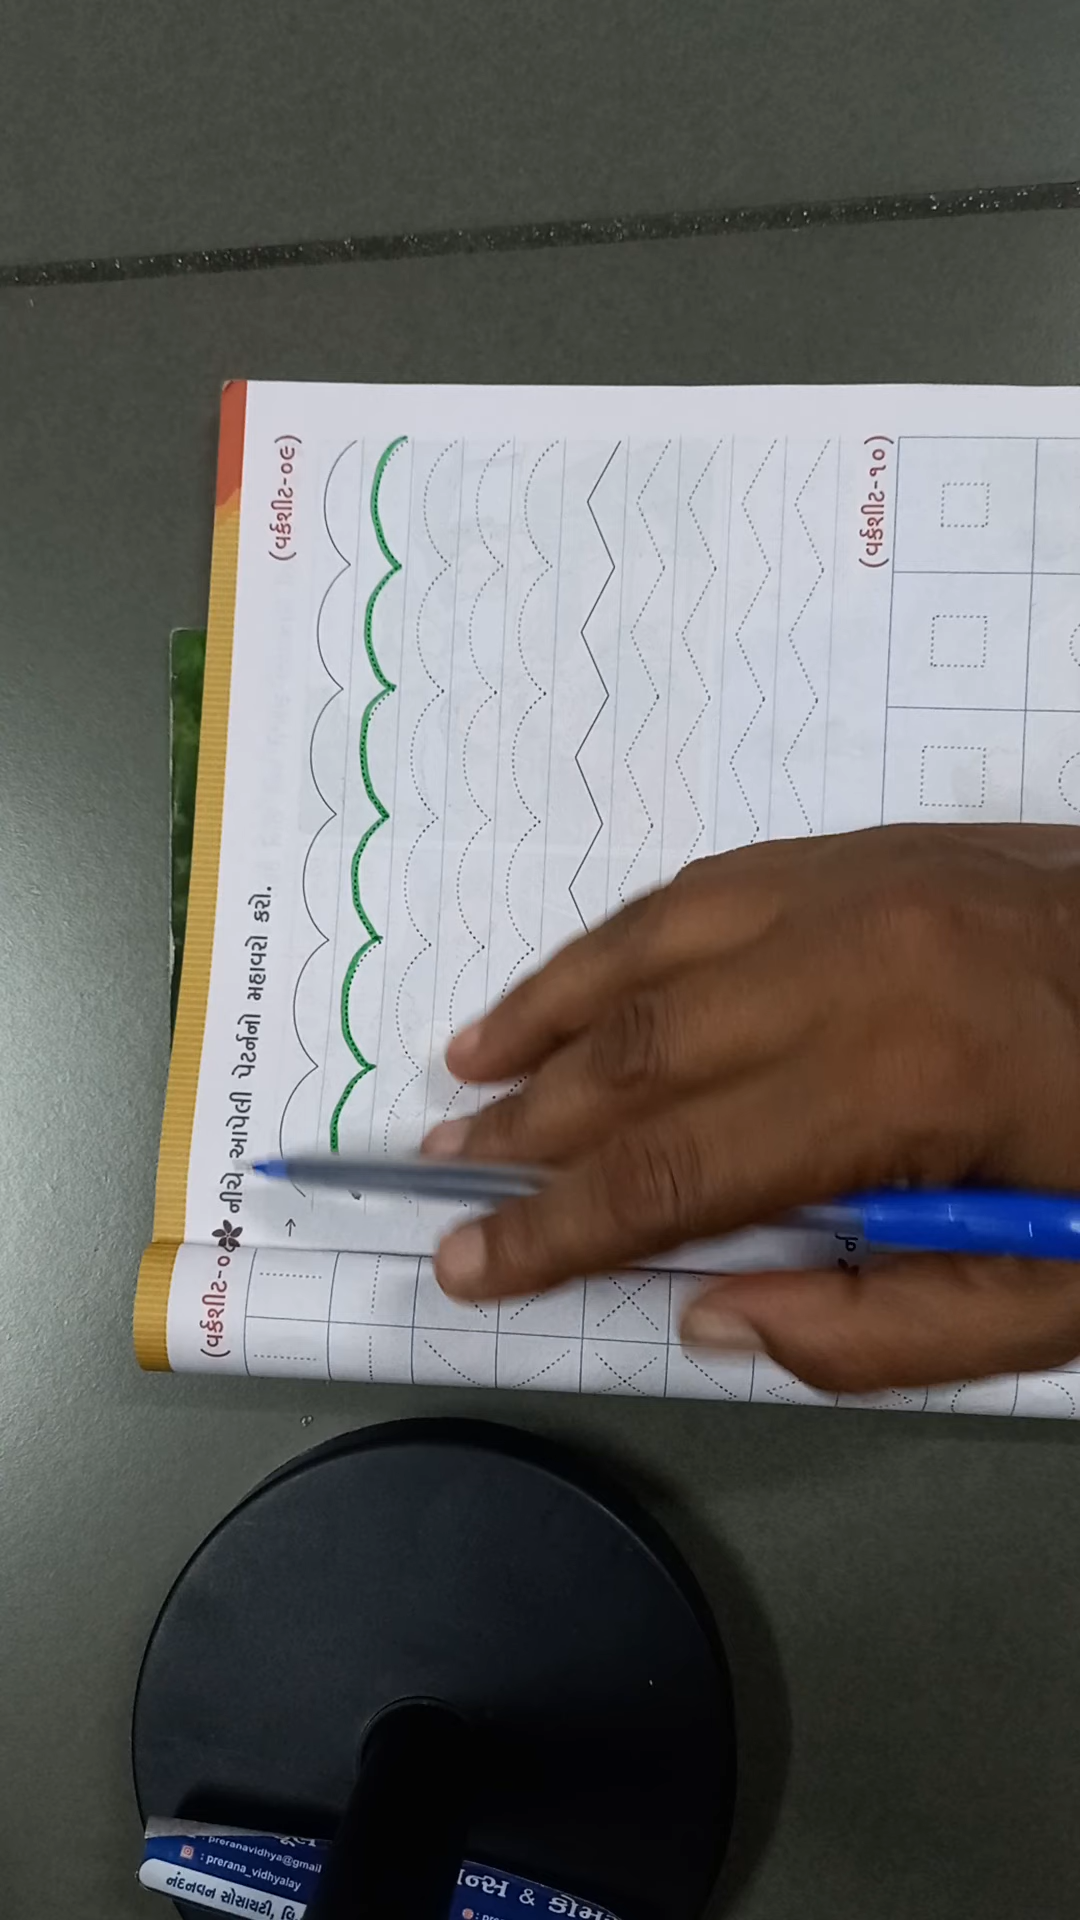 (વર્કશીટ-૦૯)
નીચે આપેલી પેટર્નનો મહાવરો કરો.
→
(વર્કશીટ-૧૦)
(વર્કશીટ-૦
: preranavidhya@gmail
: prerana_vidhyalay
નંદનવન સોસાયટી,
& કોમ